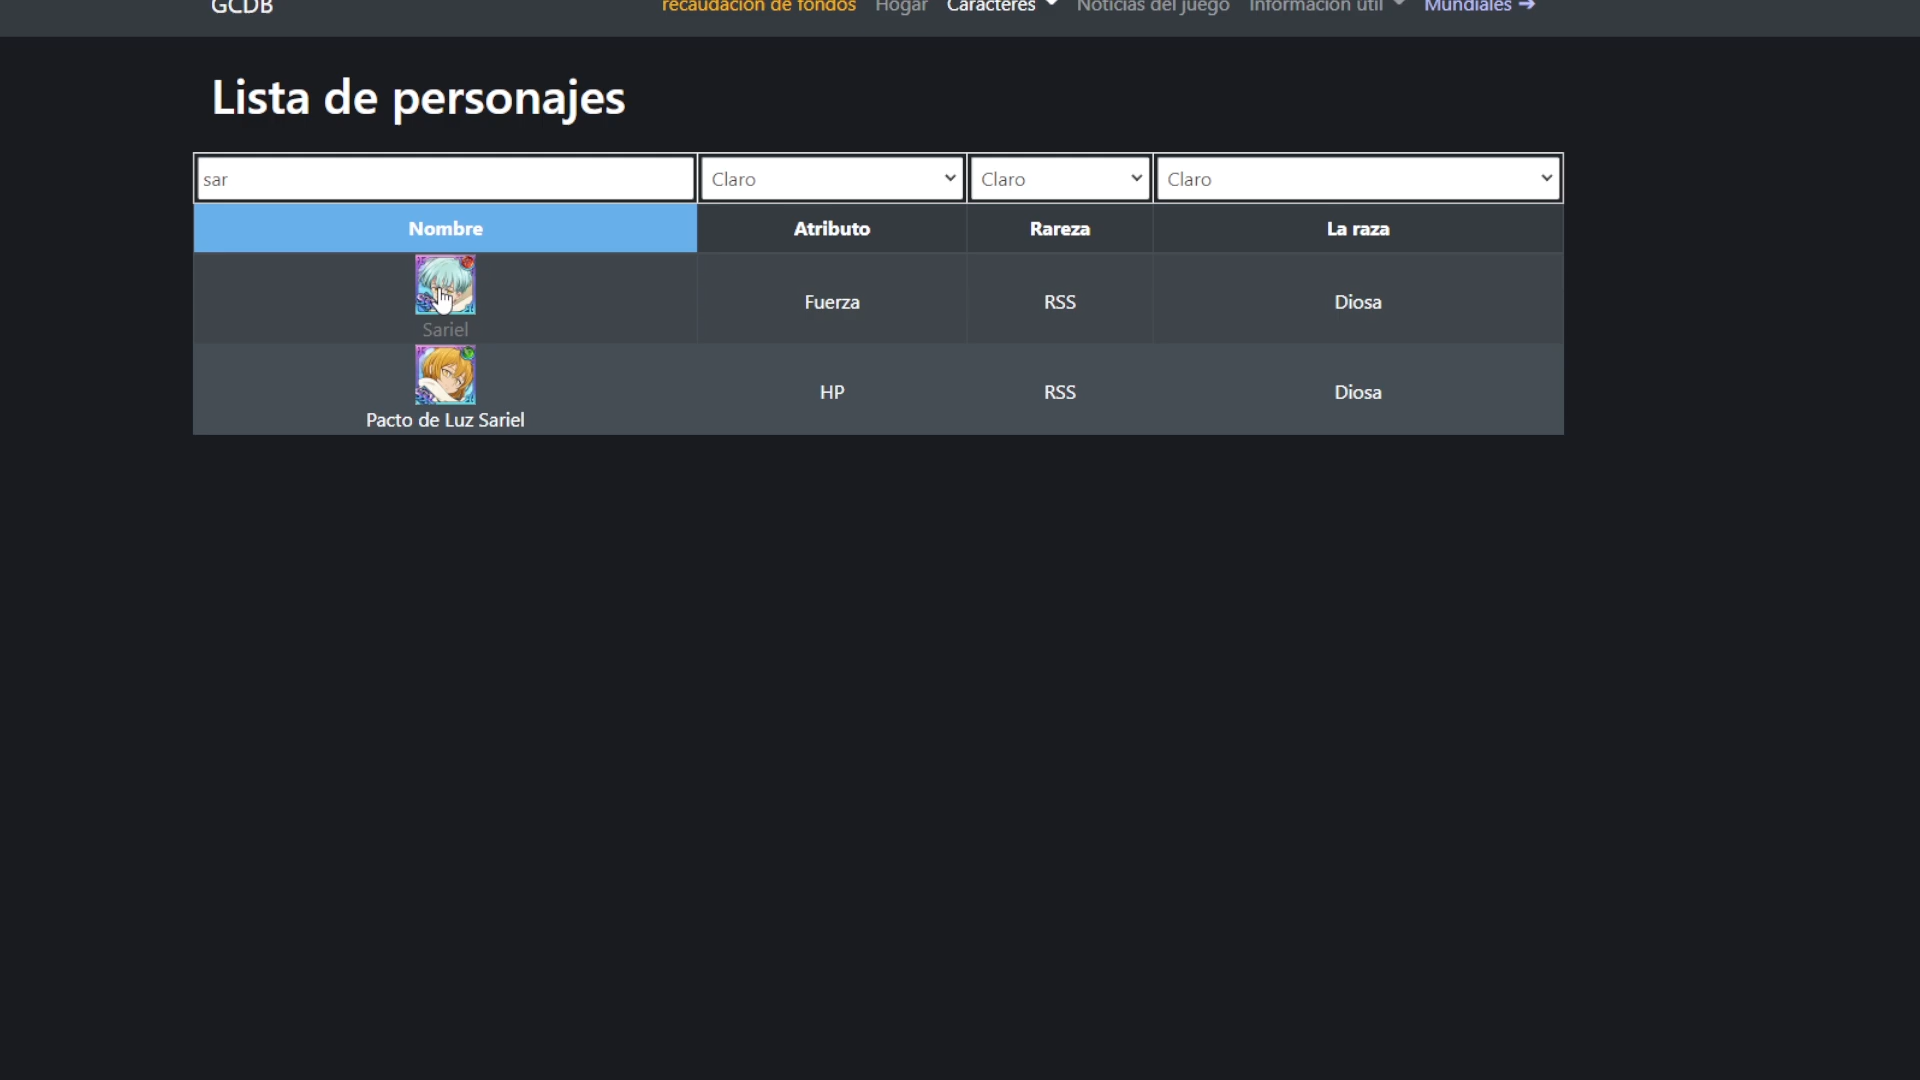 GCDB recaudación de fondos Hogar Caracteres Noticias del juego Información útil Mundiales ➔
Lista de personajes
sar Claro Claro Claro
Nombre Atributo Rareza La raza
Sariel Fuerza RSS Diosa
Pacto de Luz Sariel HP RSS Diosa